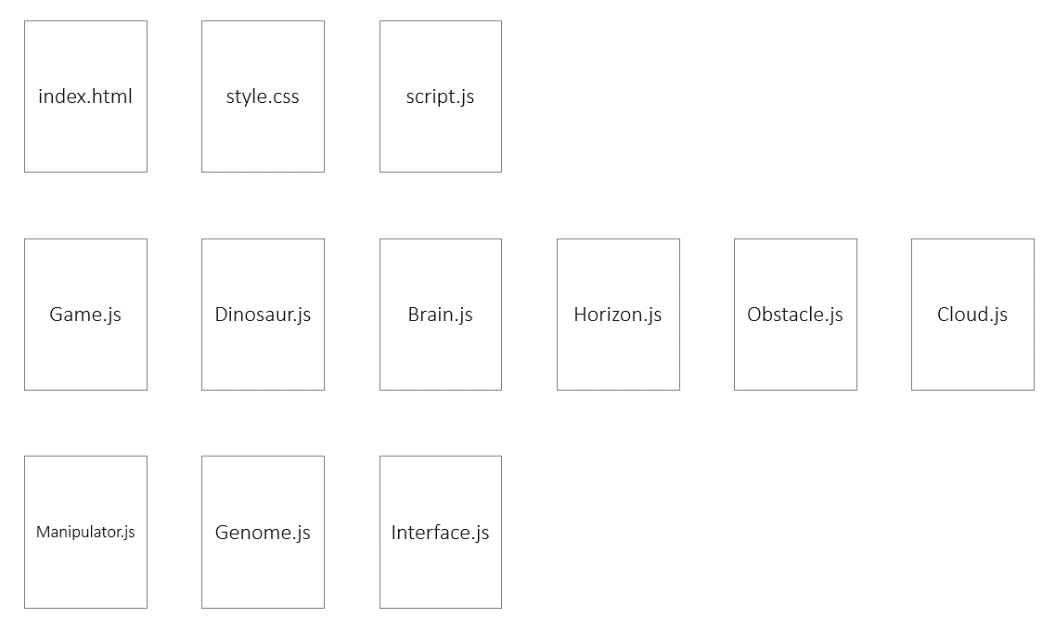 index.html
style.css
script.js
Game.js
Dinosaur.js
Brain.js
Horizon.js
Obstacle.js
Cloud.js
Manipulator.js
Genome.js
Interface.js